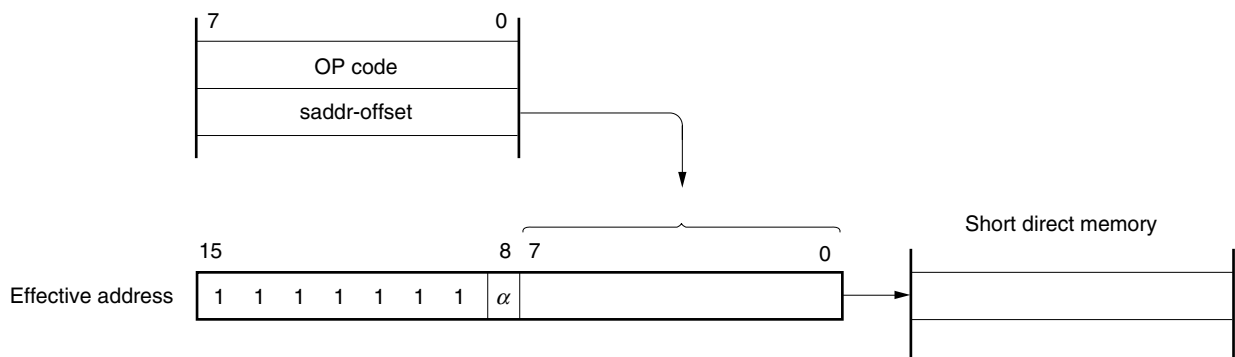 7 0
OP code
saddr-offset
Short direct memory
15 8 7 0
Effective address 1 1 1 1 1 1 1 α